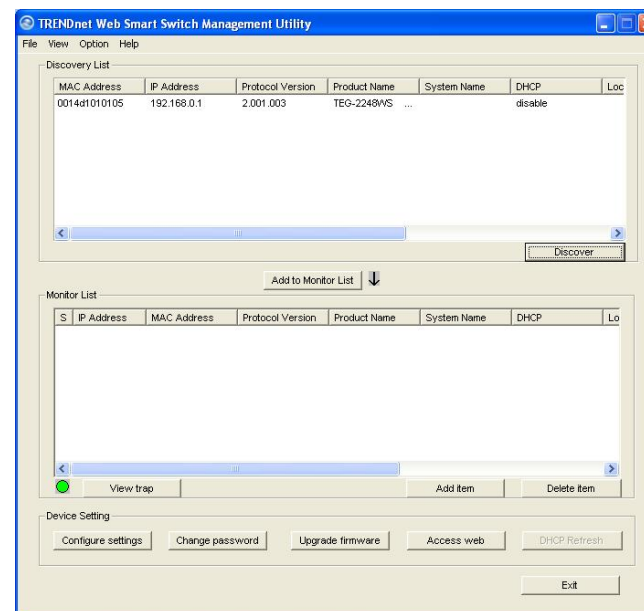 TRENDnet Web Smart Switch Management Utility
File View Option Help
Discovery List
MAC Address IP Address Protocol Version Product Name System Name DHCP Loc
0014d1010105 192.168.0.1 2.001.003 TEG-2248WS ... disable
Discover
Add to Monitor List
Monitor List
S IP Address MAC Address Protocol Version Product Name System Name DHCP Lo
View trap Add item Delete item
Device Setting
Configure settings Change password Upgrade firmware Access web DHCP Refresh
Exit